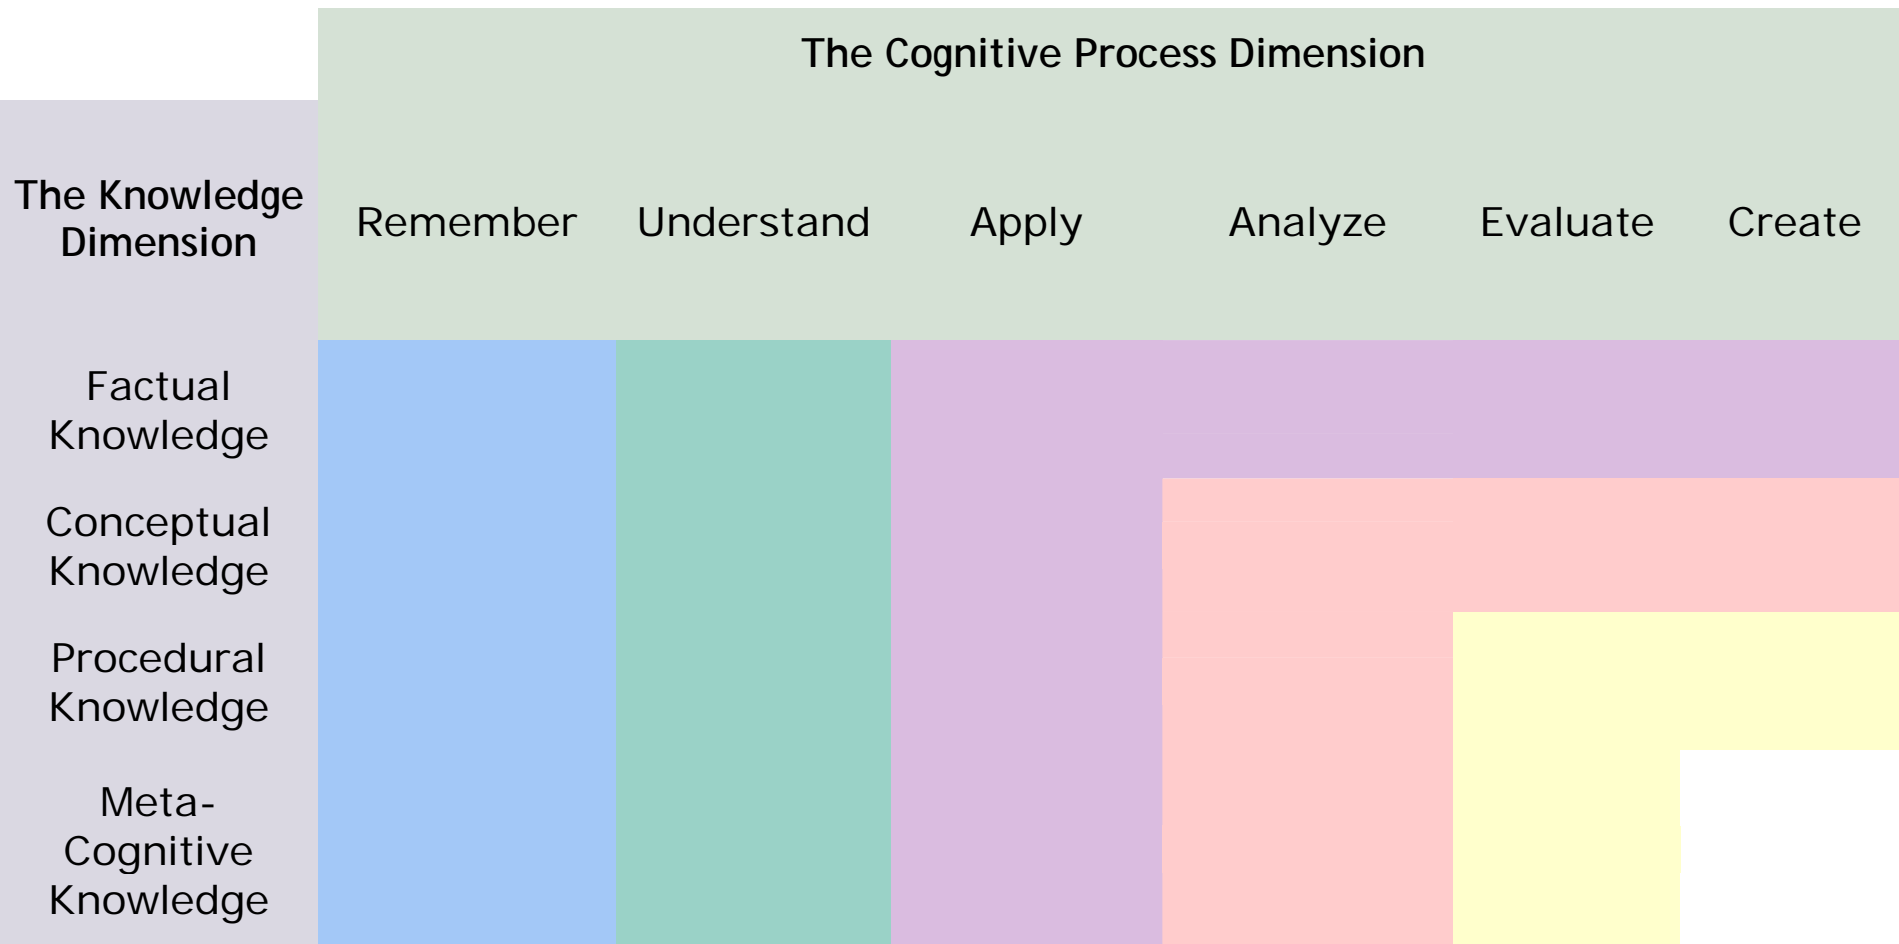 The Cognitive Process Dimension
The Knowledge
Dimension
Remember
Understand
Apply
Analyze
Evaluate
Create
Factual
Knowledge
Conceptual
Knowledge
Procedural
Knowledge
Meta-
Cognitive
Knowledge